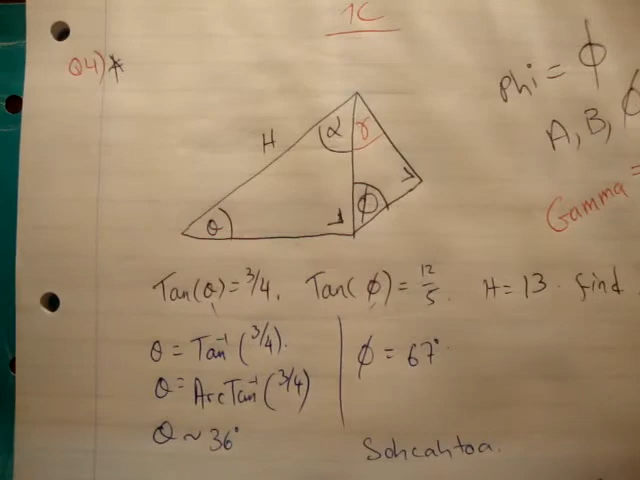 1C
Q4)*
Phi = ϕ
A, B,
Gamma =
H
α
γ
θ
ϕ
Tan(θ) = 3/4. Tan(ϕ) = 12/5. H = 13. find
θ = Tan⁻¹(3/4).
θ = ArcTan⁻¹(3/4)
θ ~ 36°
ϕ = 67°
Sohcahtoa.